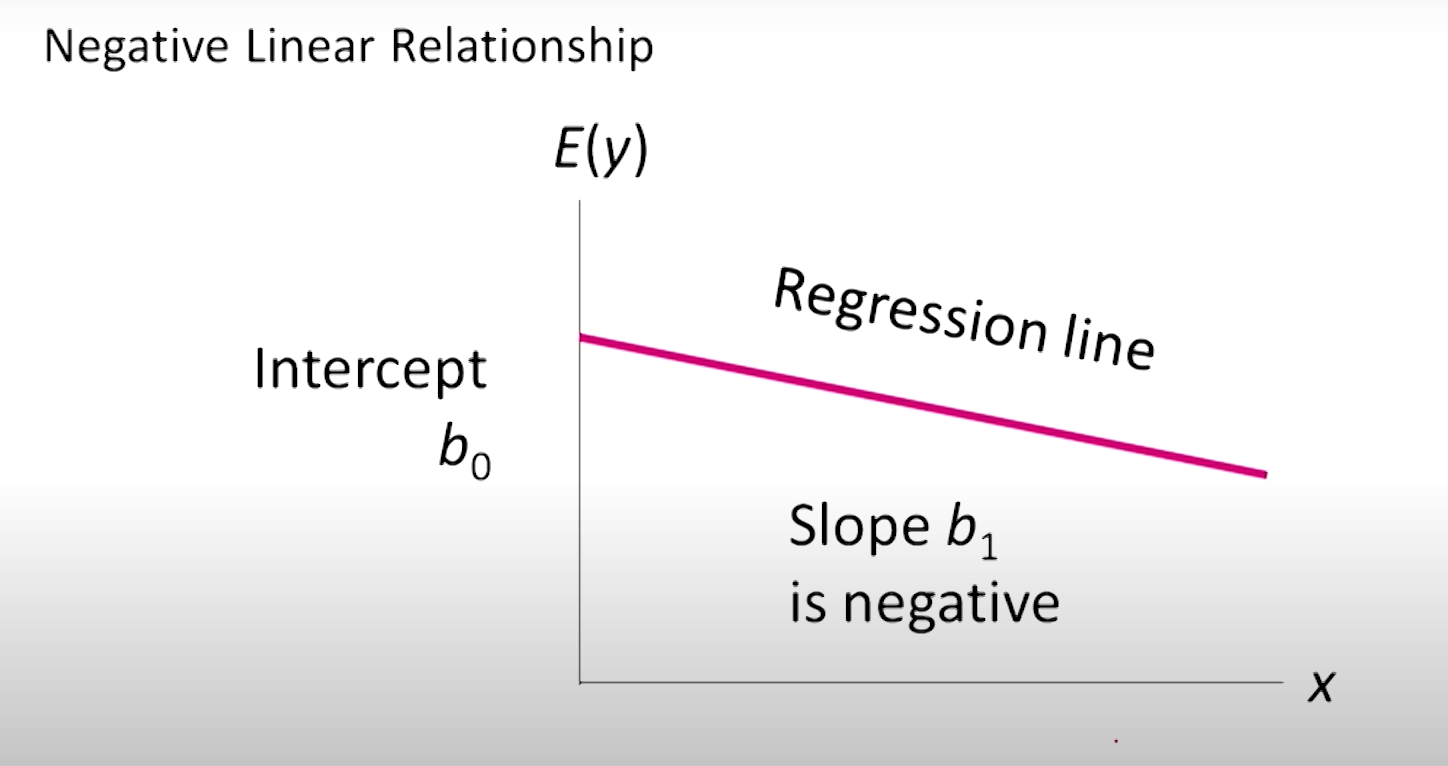 Negative Linear Relationship
E(y)
Regression line
Intercept
b₀
Slope b₁
is negative
x